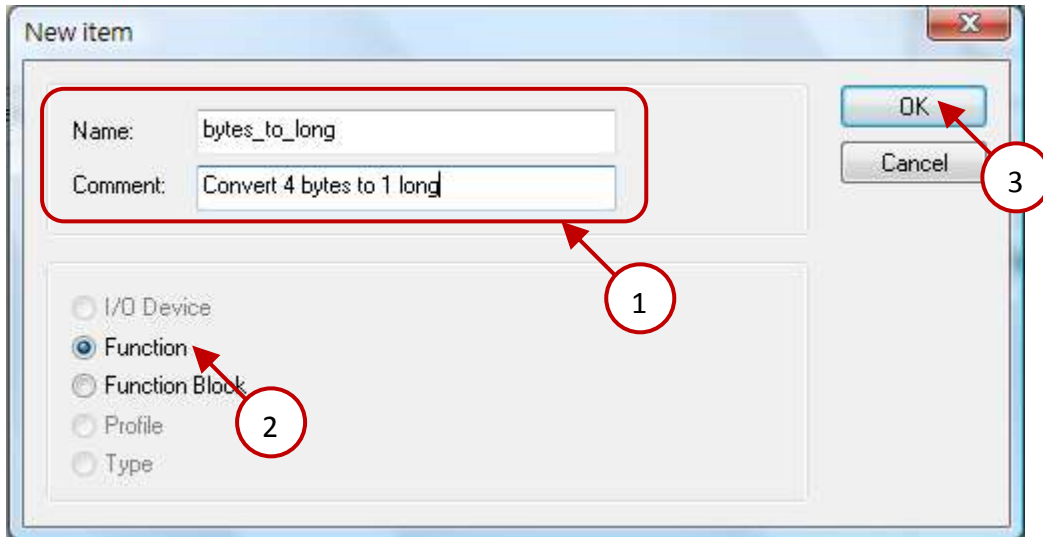 New item
Name: bytes_to_long
Comment: Convert 4 bytes to 1 long
OK
Cancel
3
1
I/O Device
Function
Function Block
Profile
Type
2